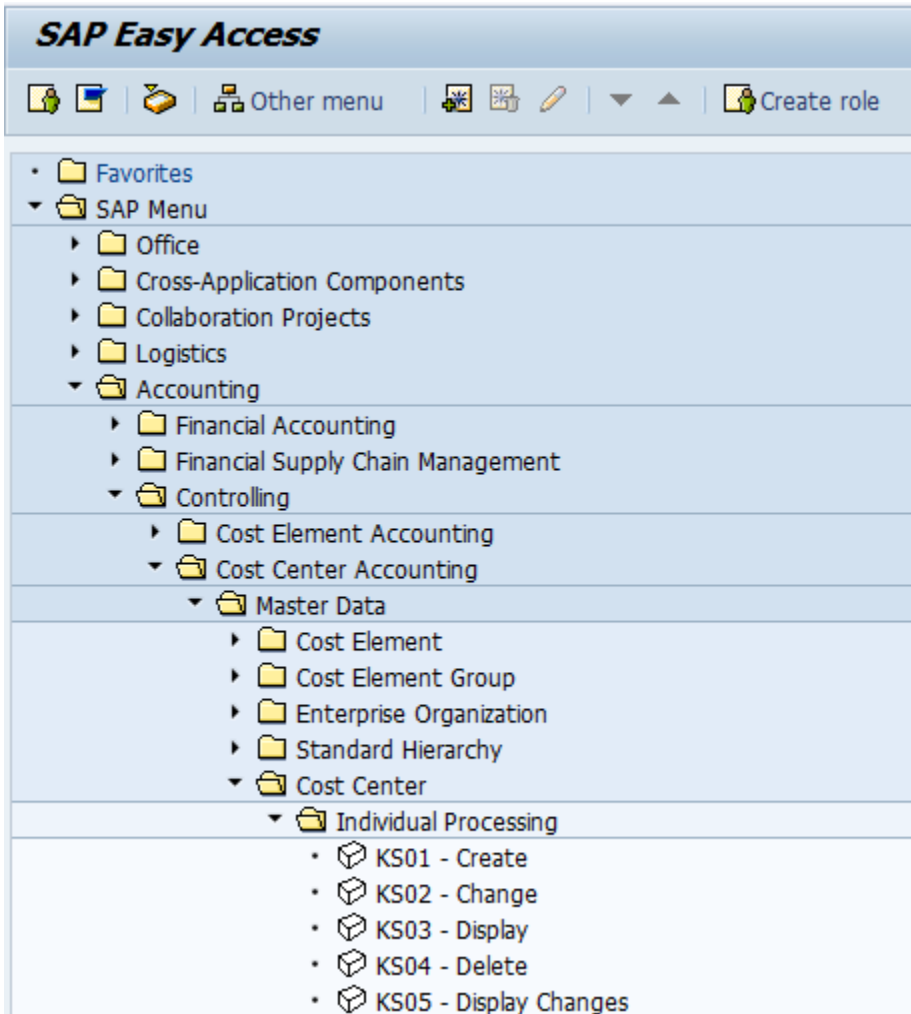 SAP Easy Access
Other menu Create role
Favorites
SAP Menu
Office
Cross-Application Components
Collaboration Projects
Logistics
Accounting
Financial Accounting
Financial Supply Chain Management
Controlling
Cost Element Accounting
Cost Center Accounting
Master Data
Cost Element
Cost Element Group
Enterprise Organization
Standard Hierarchy
Cost Center
Individual Processing
KS01 - Create
KS02 - Change
KS03 - Display
KS04 - Delete
KS05 - Display Changes